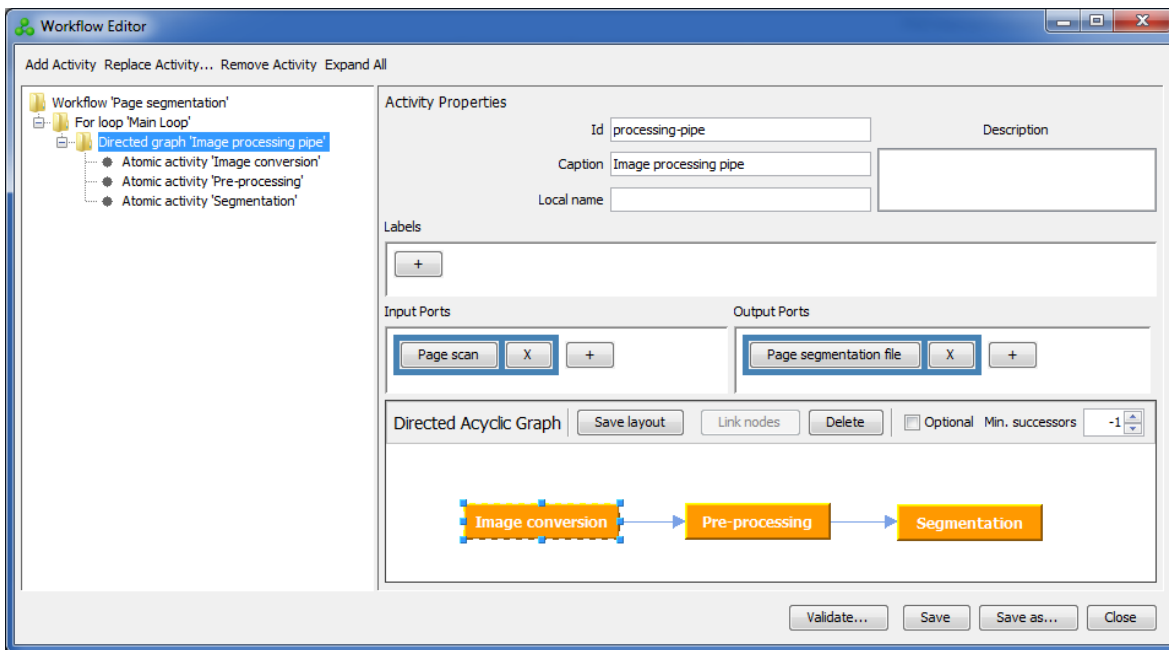 Workflow Editor
Add Activity Replace Activity... Remove Activity Expand All
Workflow 'Page segmentation'
For loop 'Main Loop'
Directed graph 'Image processing pipe'
Atomic activity 'Image conversion'
Atomic activity 'Pre-processing'
Atomic activity 'Segmentation'
Activity Properties
Id processing-pipe Description
Caption Image processing pipe
Local name
Labels
+
Input Ports Output Ports
Page scan X + Page segmentation file X +
Directed Acyclic Graph Save layout Link nodes Delete Optional Min. successors -1
Image conversion Pre-processing Segmentation
Validate... Save Save as... Close